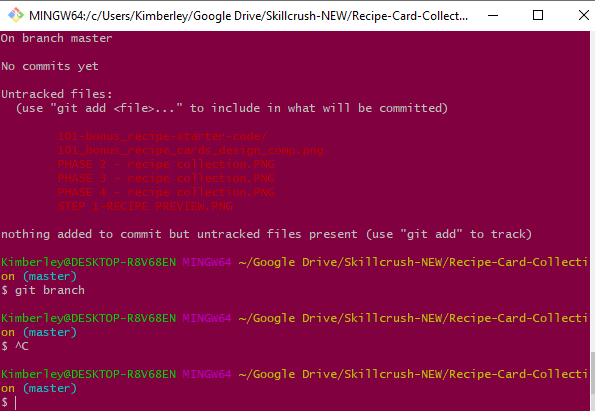 MINGW64:/c/Users/Kimberley/Google Drive/Skillcrush-NEW/Recipe-Card-Collect...
On branch master
No commits yet
Untracked files:
(use "git add <file>..." to include in what will be committed)
101-bonus_recipe-starter-code/
101_bonus_recipe_cards_design_comp.png
PHASE 2 - recipe collection.PNG
PHASE 3 - recipe collection.PNG
PHASE 4 - recipe collection.PNG
STEP 1-RECIPE PREVIEW.PNG
nothing added to commit but untracked files present (use "git add" to track)
Kimberley@DESKTOP-R8V68EN MINGW64 ~/Google Drive/Skillcrush-NEW/Recipe-Card-Collecti
on (master)
$ git branch
Kimberley@DESKTOP-R8V68EN MINGW64 ~/Google Drive/Skillcrush-NEW/Recipe-Card-Collecti
on (master)
$ ^C
Kimberley@DESKTOP-R8V68EN MINGW64 ~/Google Drive/Skillcrush-NEW/Recipe-Card-Collecti
on (master)
$